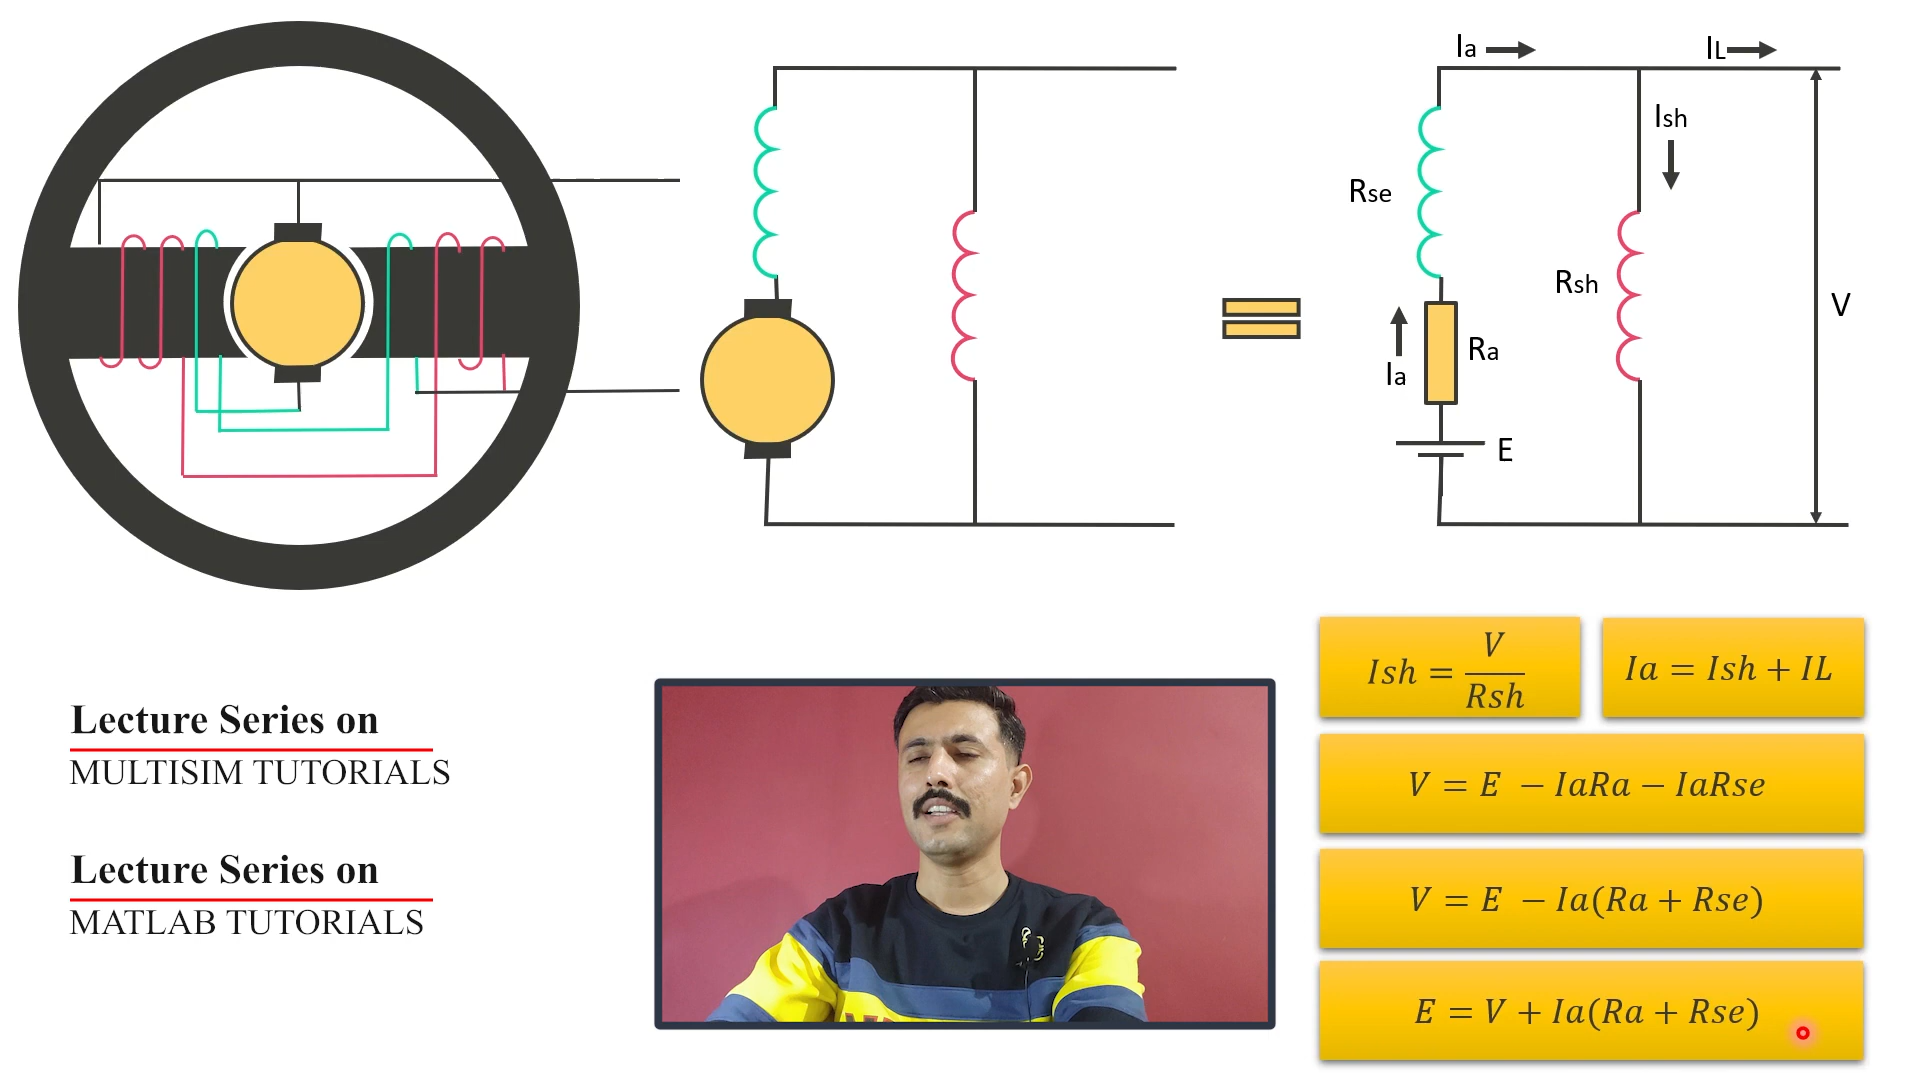 Ia
IL
Ish
Rse
Rsh
V
Ra
Ia
E
Ish = V / Rsh
Ia = Ish + IL
V = E − IaRa − IaRse
V = E − Ia(Ra + Rse)
E = V + Ia(Ra + Rse)
Lecture Series on
MULTISIM TUTORIALS
Lecture Series on
MATLAB TUTORIALS